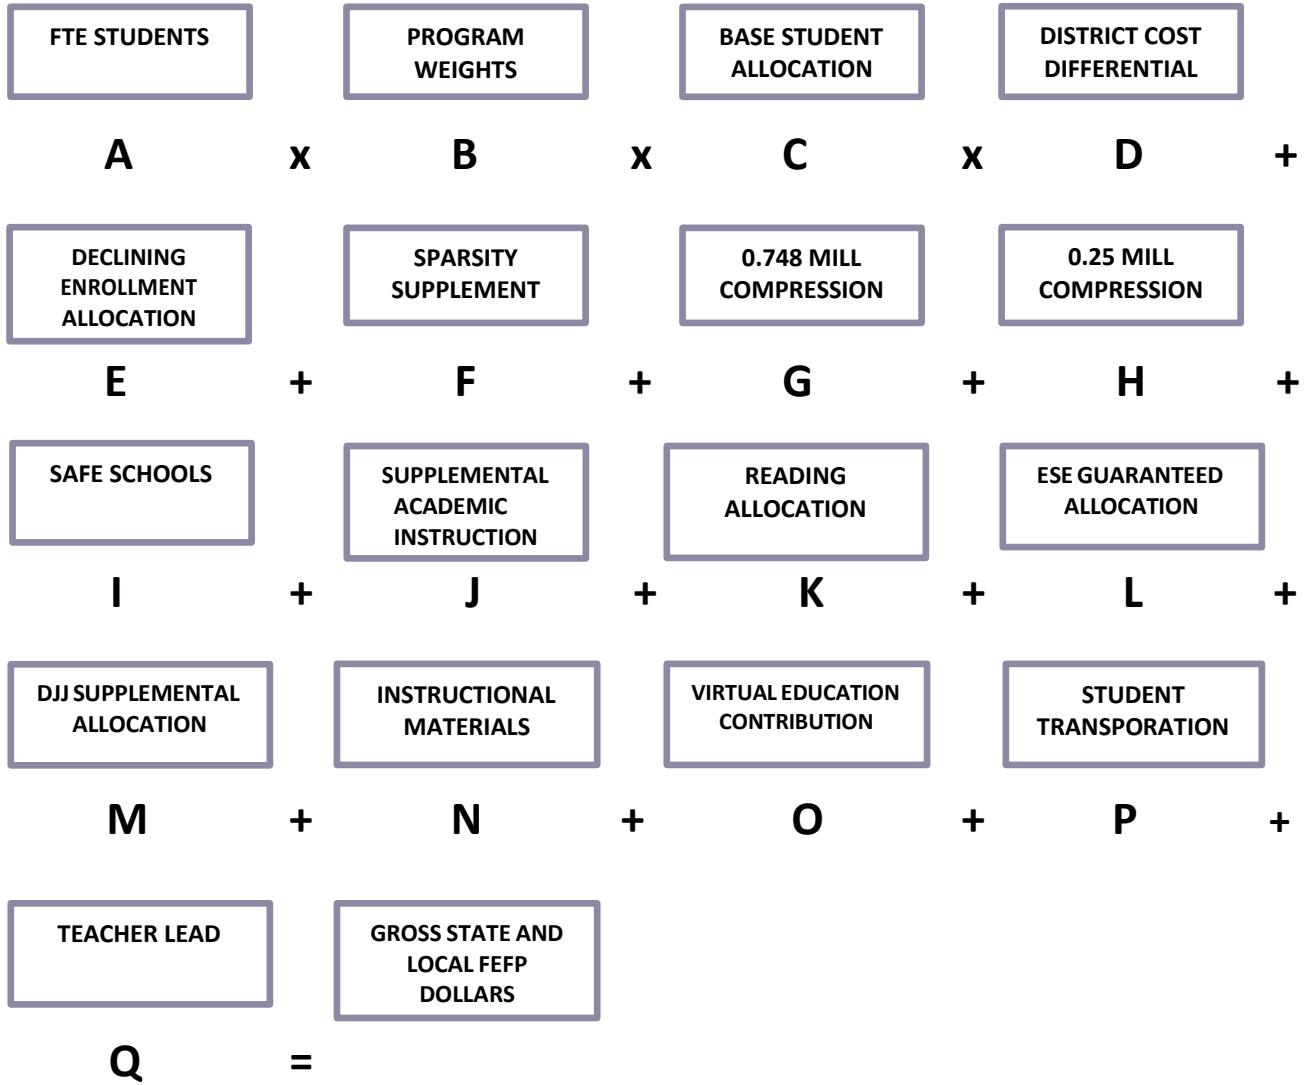 FTE STUDENTS
PROGRAM
WEIGHTS
BASE STUDENT
ALLOCATION
DISTRICT COST
DIFFERENTIAL
A x B x C x D +
DECLINING
ENROLLMENT
ALLOCATION
SPARSITY
SUPPLEMENT
0.748 MILL
COMPRESSION
0.25 MILL
COMPRESSION
E + F + G + H +
SAFE SCHOOLS
SUPPLEMENTAL
ACADEMIC
INSTRUCTION
READING
ALLOCATION
ESE GUARANTEED
ALLOCATION
I + J + K + L +
DJJ SUPPLEMENTAL
ALLOCATION
INSTRUCTIONAL
MATERIALS
VIRTUAL EDUCATION
CONTRIBUTION
STUDENT
TRANSPORATION
M + N + O + P +
TEACHER LEAD
GROSS STATE AND
LOCAL FEFP
DOLLARS
Q =